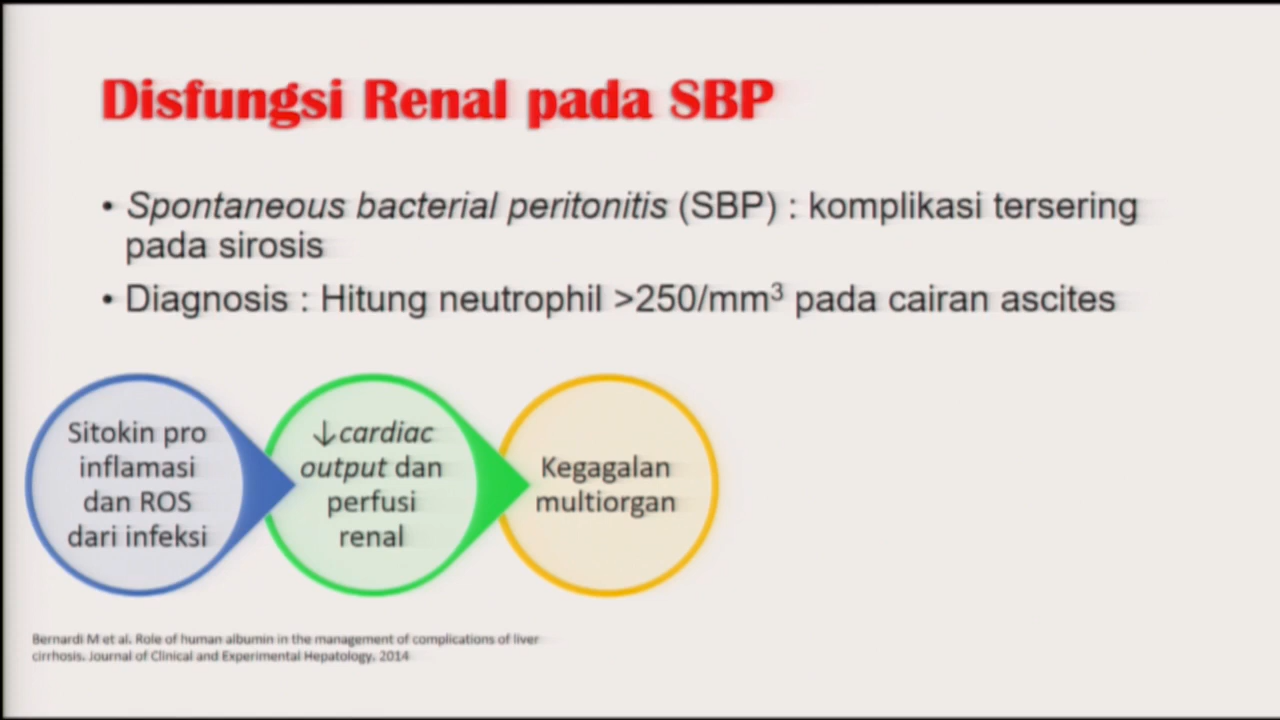 Disfungsi Renal pada SBP
• Spontaneous bacterial peritonitis (SBP) : komplikasi tersering
pada sirosis
• Diagnosis : Hitung neutrophil >250/mm³ pada cairan ascites
Sitokin pro
inflamasi
dan ROS
dari infeksi
↓cardiac
output dan
perfusi
renal
Kegagalan
multiorgan
Bernardi M et al. Role of human albumin in the management of complications of liver
cirrhosis. Journal of Clinical and Experimental Hepatology. 2014